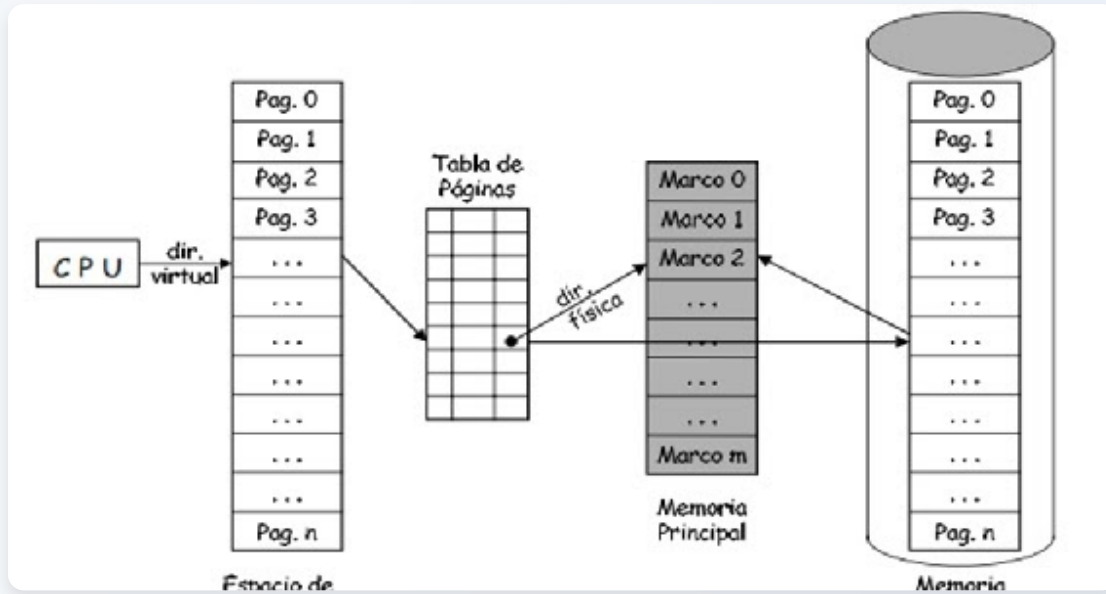 CPU
dir.
virtual
Pag. 0
Pag. 1
Pag. 2
Pag. 3
...
...
...
...
...
...
...
Pag. n
Espacio de
Tabla de
Páginas
dir.
física
Marco 0
Marco 1
Marco 2
...
...
...
...
Marco m
Memoria
Principal
Pag. 0
Pag. 1
Pag. 2
Pag. 3
...
...
...
...
...
...
...
Pag. n
Memoria